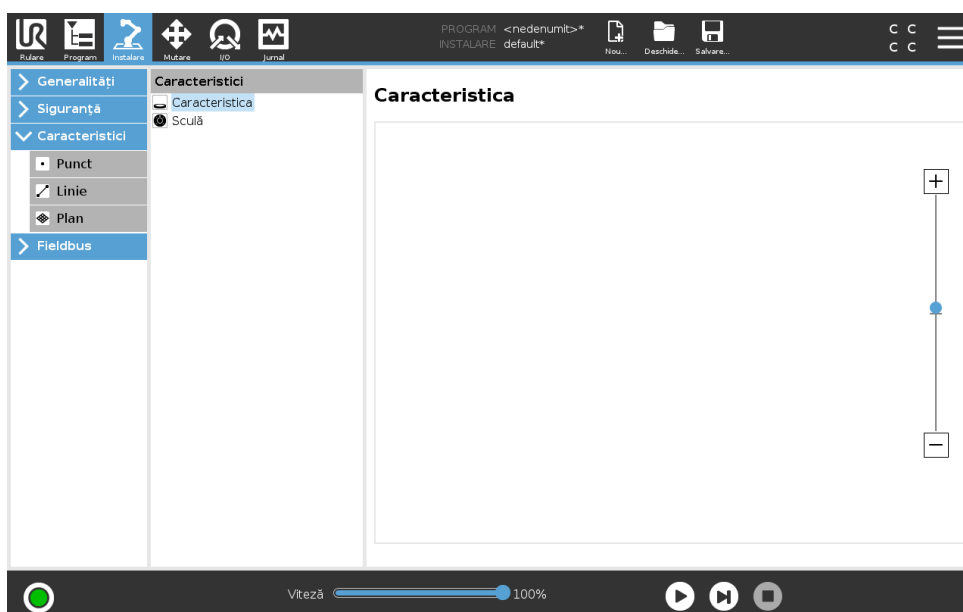 UR
PROGRAM <nedenumit>*
INSTALARE default*
Rulare Program Instalare Mutare I/O Jurnal
Nou... Deschide... Salvare...
C C
C C
Generalități
Siguranță
Caracteristici
Punct
Linie
Plan
Fieldbus
Caracteristici
Caracteristica
Sculă
Caracteristica
Viteză 100%